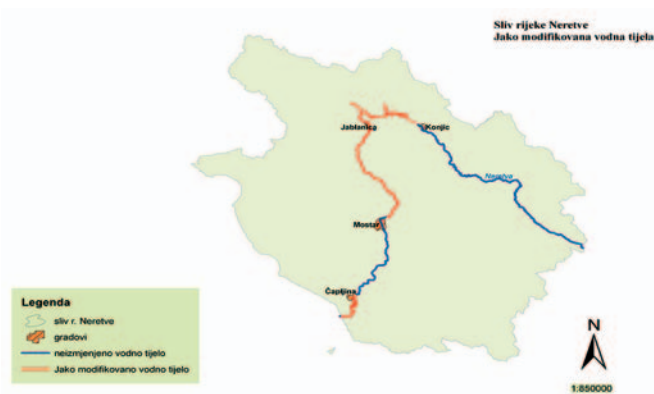 Sliv rijeke Neretve
Jako modifikovana vodna tijela
Jablanica
Konjic
Neretva
Mostar
Čapljina
Legenda
sliv r. Neretve
gradovi
neizmjenjeno vodno tijelo
Jako modifikovano vodno tijelo
N
1:850000